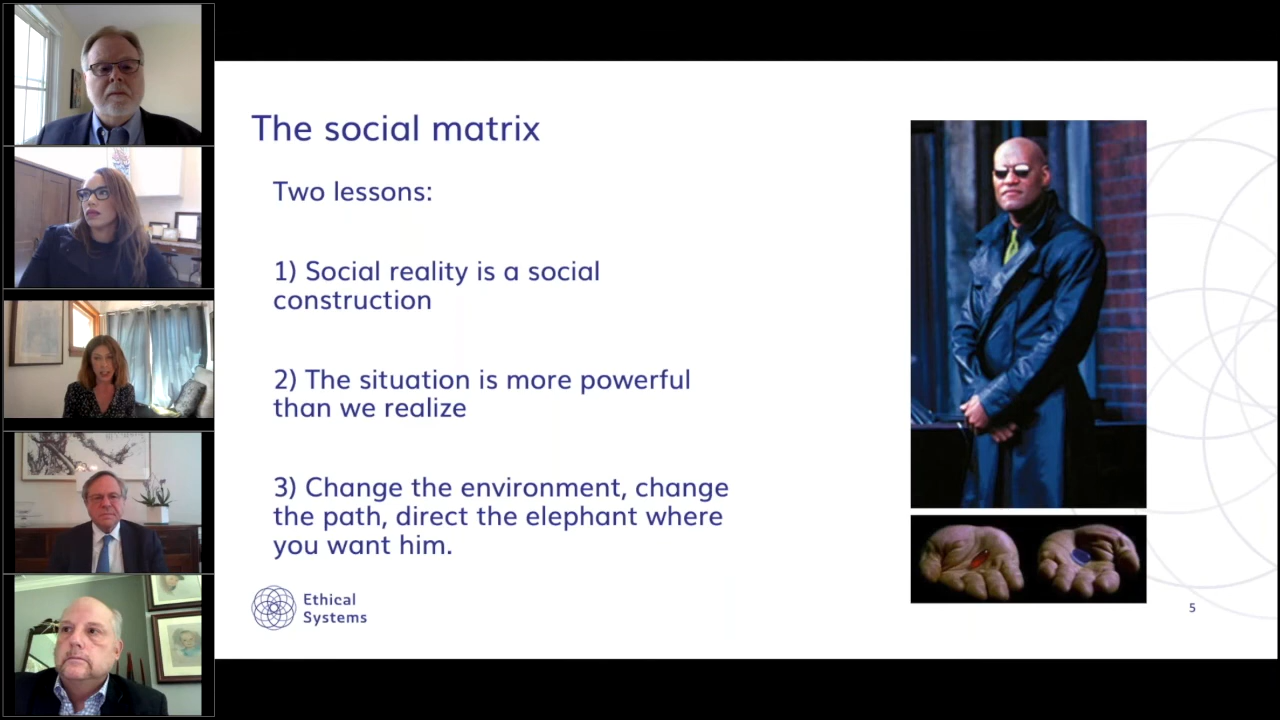 The social matrix
Two lessons:
1) Social reality is a social
construction
2) The situation is more powerful
than we realize
3) Change the environment, change
the path, direct the elephant where
you want him.
Ethical
Systems
5